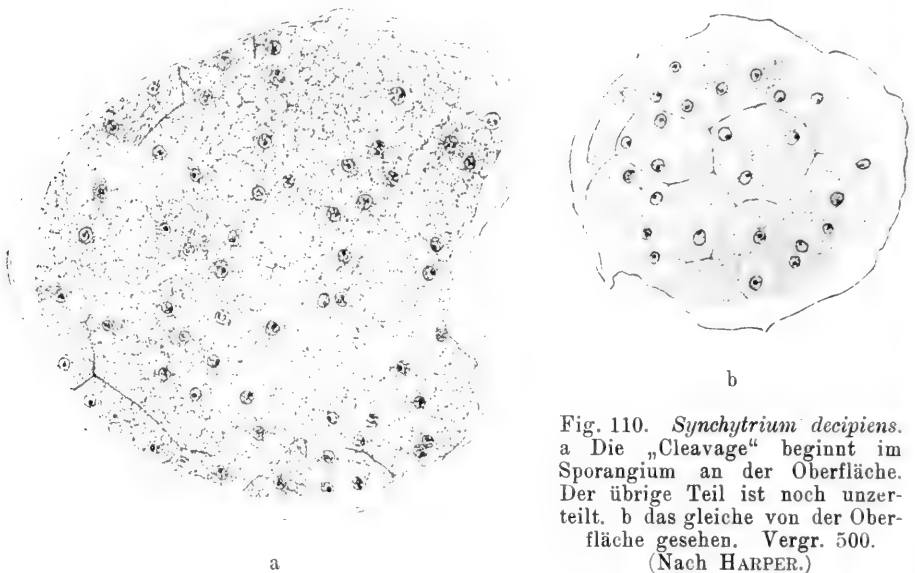 b
Fig. 110. Synchytrium decipiens.
a Die „Cleavage“ beginnt im
Sporangium an der Oberfläche.
Der übrige Teil ist noch unzer-
teilt. b das gleiche von der Ober-
fläche gesehen. Vergr. 500.
(Nach HARPER.)
a